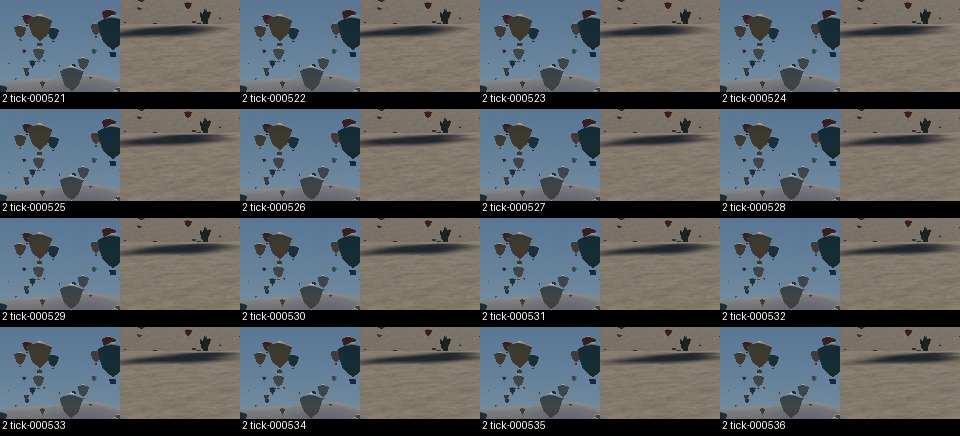 2 tick-000521
2 tick-000522
2 tick-000523
2 tick-000524
2 tick-000525
2 tick-000526
2 tick-000527
2 tick-000528
2 tick-000529
2 tick-000530
2 tick-000531
2 tick-000532
2 tick-000533
2 tick-000534
2 tick-000535
2 tick-000536